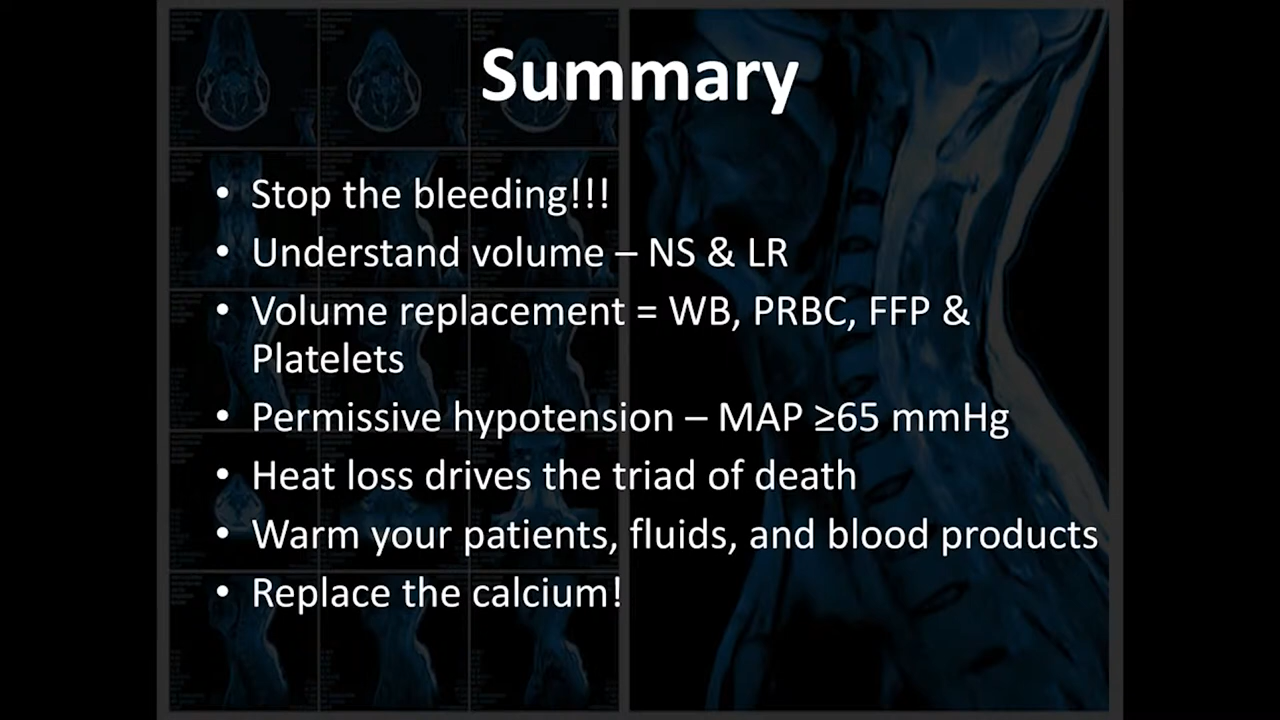 Summary
• Stop the bleeding!!!
• Understand volume – NS & LR
• Volume replacement = WB, PRBC, FFP &
Platelets
• Permissive hypotension – MAP ≥65 mmHg
• Heat loss drives the triad of death
• Warm your patients, fluids, and blood products
• Replace the calcium!